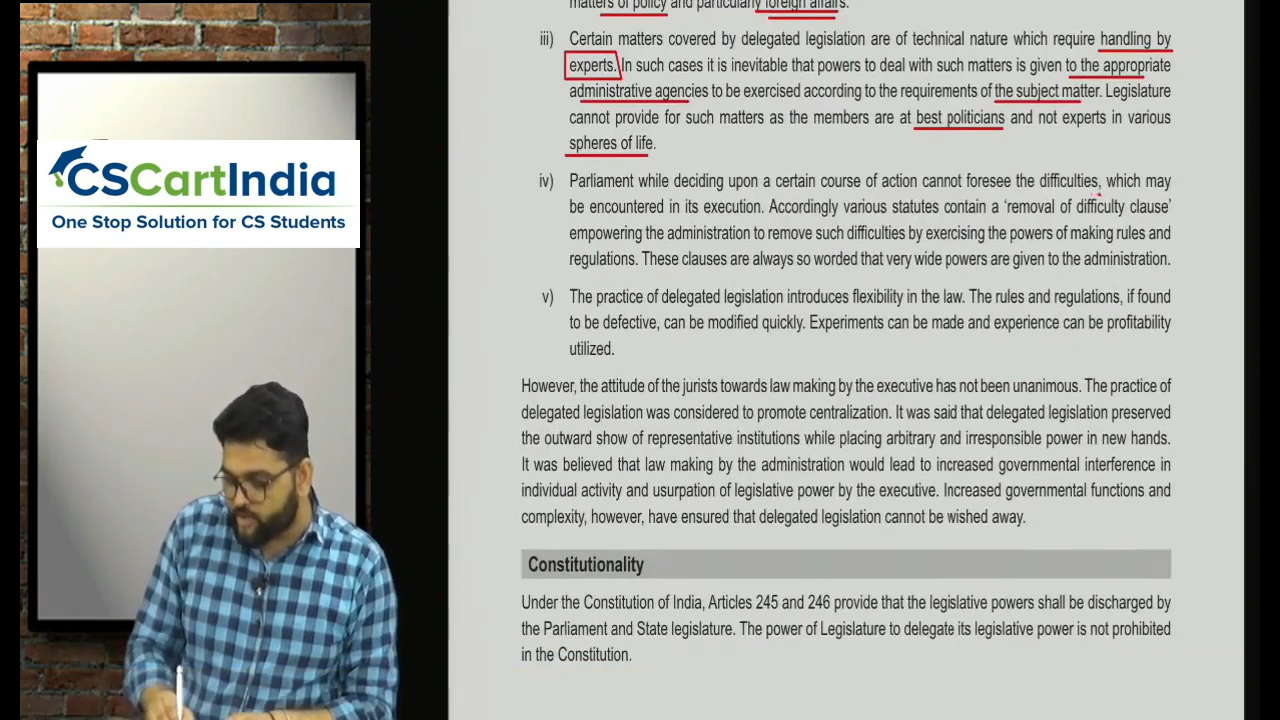 matters of policy and particularly foreign affairs.
iii) Certain matters covered by delegated legislation are of technical nature which require handling by
experts. In such cases it is inevitable that powers to deal with such matters is given to the appropriate
administrative agencies to be exercised according to the requirements of the subject matter. Legislature
cannot provide for such matters as the members are at best politicians and not experts in various
spheres of life.
iv) Parliament while deciding upon a certain course of action cannot foresee the difficulties, which may
be encountered in its execution. Accordingly various statutes contain a ‘removal of difficulty clause’
empowering the administration to remove such difficulties by exercising the powers of making rules and
regulations. These clauses are always so worded that very wide powers are given to the administration.
v) The practice of delegated legislation introduces flexibility in the law. The rules and regulations, if found
to be defective, can be modified quickly. Experiments can be made and experience can be profitability
utilized.
However, the attitude of the jurists towards law making by the executive has not been unanimous. The practice of
delegated legislation was considered to promote centralization. It was said that delegated legislation preserved
the outward show of representative institutions while placing arbitrary and irresponsible power in new hands.
It was believed that law making by the administration would lead to increased governmental interference in
individual activity and usurpation of legislative power by the executive. Increased governmental functions and
complexity, however, have ensured that delegated legislation cannot be wished away.
Constitutionality
Under the Constitution of India, Articles 245 and 246 provide that the legislative powers shall be discharged by
the Parliament and State legislature. The power of Legislature to delegate its legislative power is not prohibited
in the Constitution.
CSCartIndia
One Stop Solution for CS Students